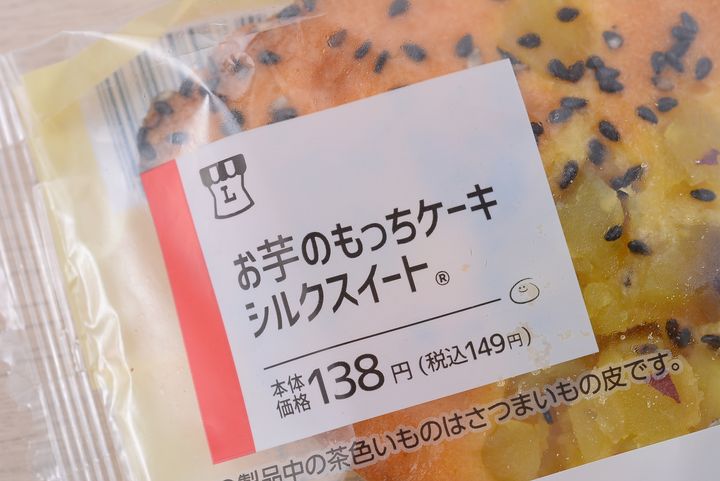 L
お芋のもっちケーキ
シルクスイート®
本体価格138円(税込149円)
製品中の茶色いものはさつまいもの皮です。